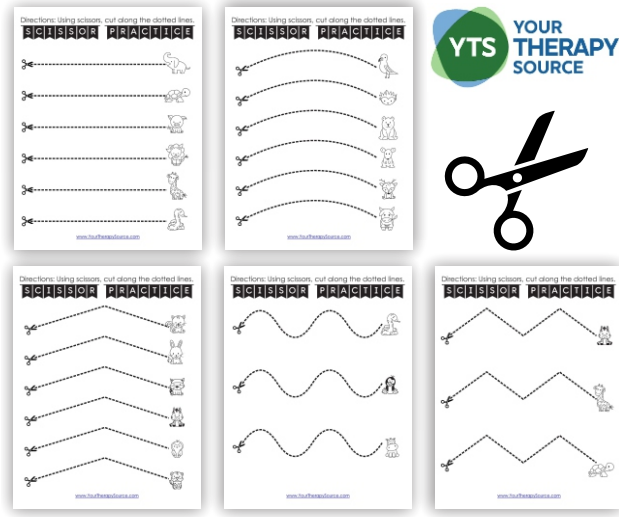 Directions: Using scissors, cut along the dotted lines.
SCISSOR PRACTICE
www.YourTherapySource.com
Directions: Using scissors, cut along the dotted lines.
SCISSOR PRACTICE
www.YourTherapySource.com
YTS
YOUR
THERAPY
SOURCE
Directions: Using scissors, cut along the dotted lines.
SCISSOR PRACTICE
www.YourTherapySource.com
Directions: Using scissors, cut along the dotted lines.
SCISSOR PRACTICE
www.YourTherapySource.com
Directions: Using scissors, cut along the dotted lines.
SCISSOR PRACTICE
www.YourTherapySource.com